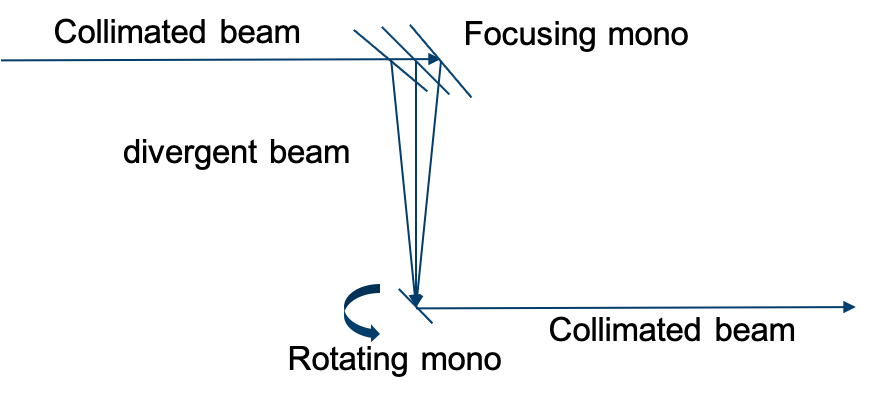 Collimated beam
Focusing mono
divergent beam
Collimated beam
Rotating mono